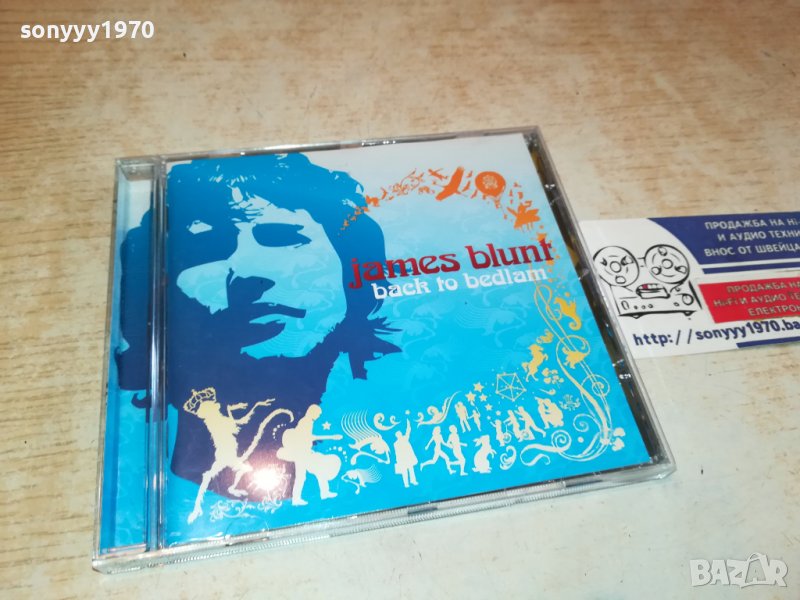 sonyyy1970
james blunt
back to bedlam
ПРОДАЖБА НА Hi
И АУДИО ТЕХНИ
ВНОС ОТ ШВЕЙЦА
ПРОДАЖБА НА
Hi-Fi И АУДИО
ЕЛЕКТРО
http://sonyyy1970.ba
BAZAR